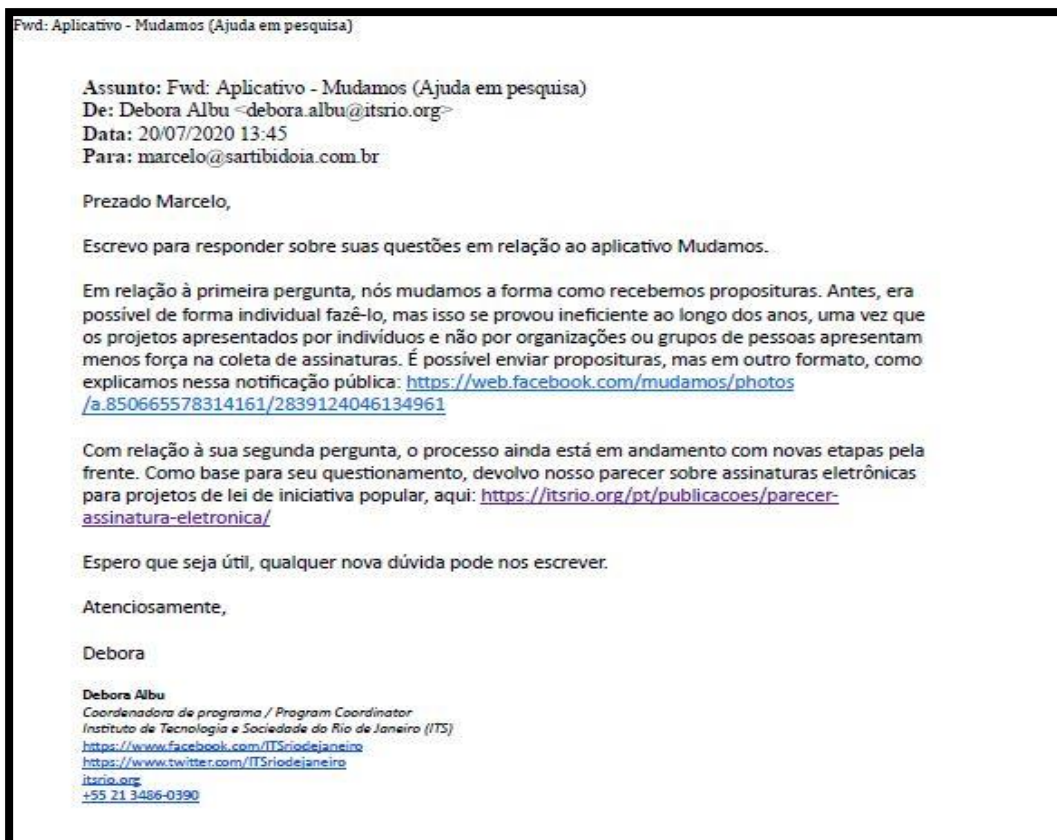 Fwd: Aplicativo - Mudamos (Ajuda em pesquisa)
Assunto: Fwd: Aplicativo - Mudamos (Ajuda em pesquisa)
De: Debora Albu <debora.albu@itsrio.org>
Data: 20/07/2020 13:45
Para: marcelo@sartibidoia.com.br
Prezado Marcelo,
Escrevo para responder sobre suas questões em relação ao aplicativo Mudamos.
Em relação à primeira pergunta, nós mudamos a forma como recebemos proposituras. Antes, era
possível de forma individual fazê-lo, mas isso se provou ineficiente ao longo dos anos, uma vez que
os projetos apresentados por indivíduos e não por organizações ou grupos de pessoas apresentam
menos força na coleta de assinaturas. É possível enviar proposituras, mas em outro formato, como
explicamos nessa notificação pública: https://web.facebook.com/mudamos/photos
/a.850665578314161/2839124046134961
Com relação à sua segunda pergunta, o processo ainda está em andamento com novas etapas pela
frente. Como base para seu questionamento, devolvo nosso parecer sobre assinaturas eletrônicas
para projetos de lei de iniciativa popular, aqui: https://itsrio.org/pt/publicacoes/parecer-
assinatura-eletronica/
Espero que seja útil, qualquer nova dúvida pode nos escrever.
Atenciosamente,
Debora
Debora Albu
Coordenadora de programa / Program Coordinator
Instituto de Tecnologia e Sociedade do Rio de Janeiro (ITS)
https://www.facebook.com/ITSriodejaneiro
https://www.twitter.com/ITSriodejaneiro
itsrio.org
+55 21 3486-0390